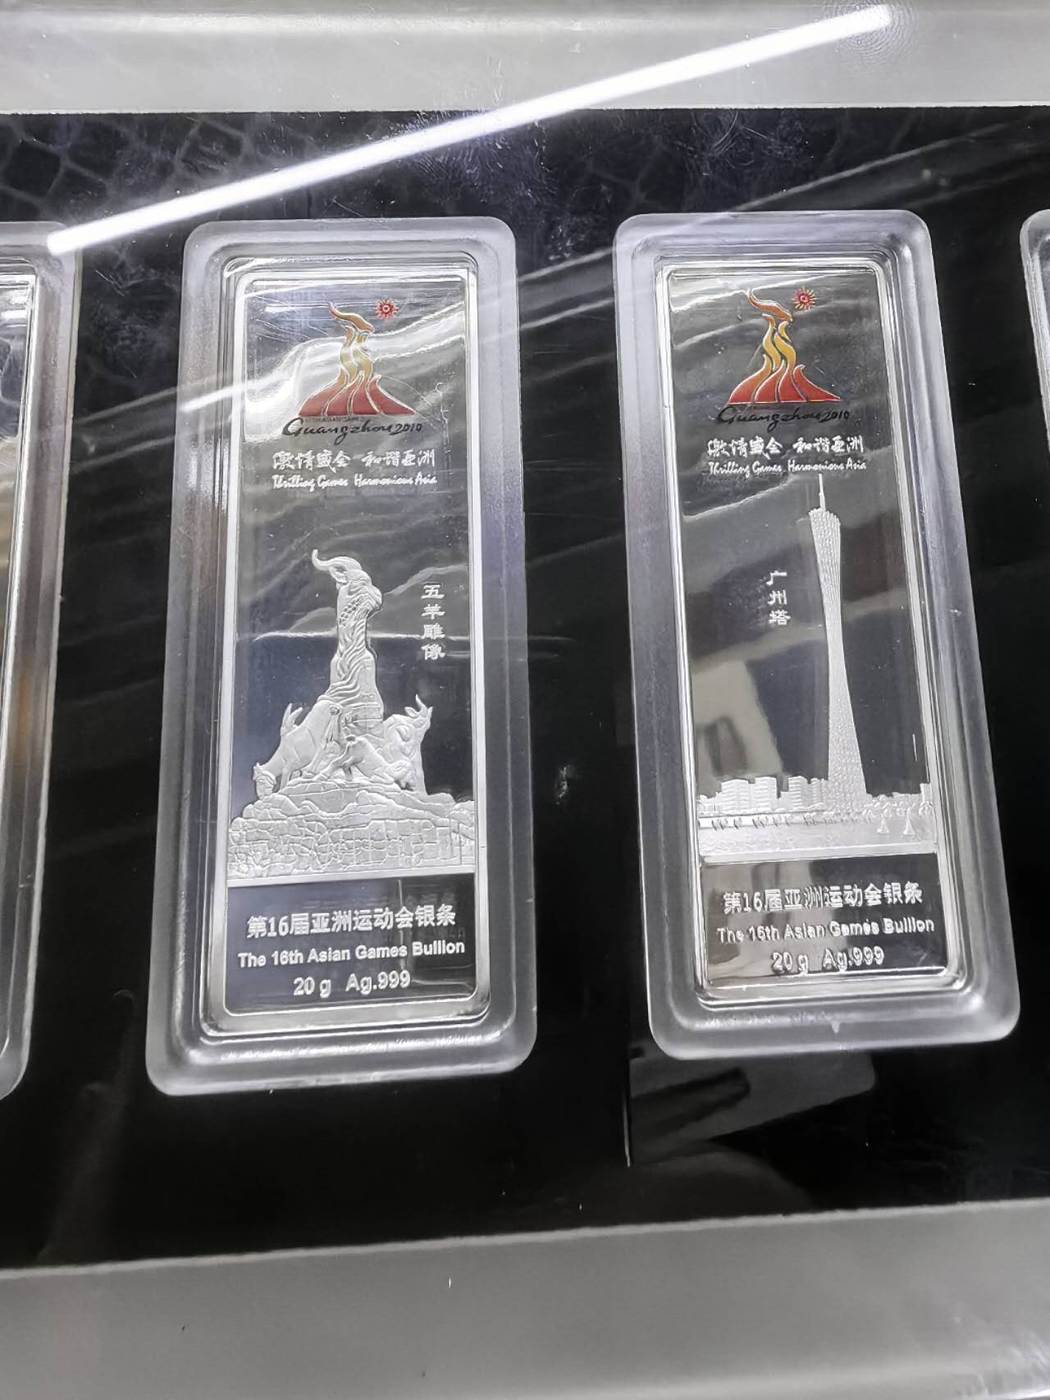 Guangzhou 2010
激情盛会 和谐亚洲
Thrilling Games Harmonious Asia
五羊雕像
第16届亚洲运动会银条
The 16th Asian Games Bullion
20 g Ag.999
Guangzhou 2010
激情盛会 和谐亚洲
Thrilling Games Harmonious Asia
广州塔
第16届亚洲运动会银条
The 16th Asian Games Bullion
20 g Ag.999